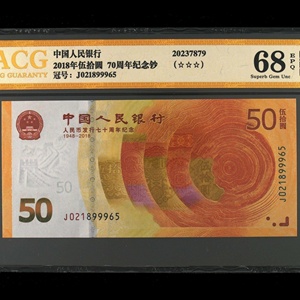 ACG
NG GUARANTY
中国人民银行
2018年伍拾圆 70周年纪念钞
冠号: J021899965
20237879
(☆☆☆)
68
EPQ
Superb Gem Unc
中国人民银行
人民币发行七十周年纪念
1948-2018
50
伍拾圆
50
50
J021899965
J021899965